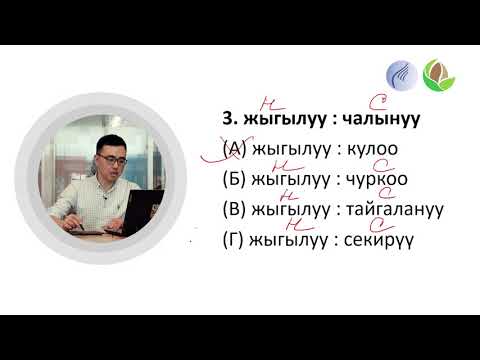 Н С
3. жыгылуу : чалынуу
(А) жыгылуу : кулоо
Н С
(Б) жыгылуу : чуркоо
Н С
(В) жыгылуу : тайгалануу
Н С
(Г) жыгылуу : секирүү